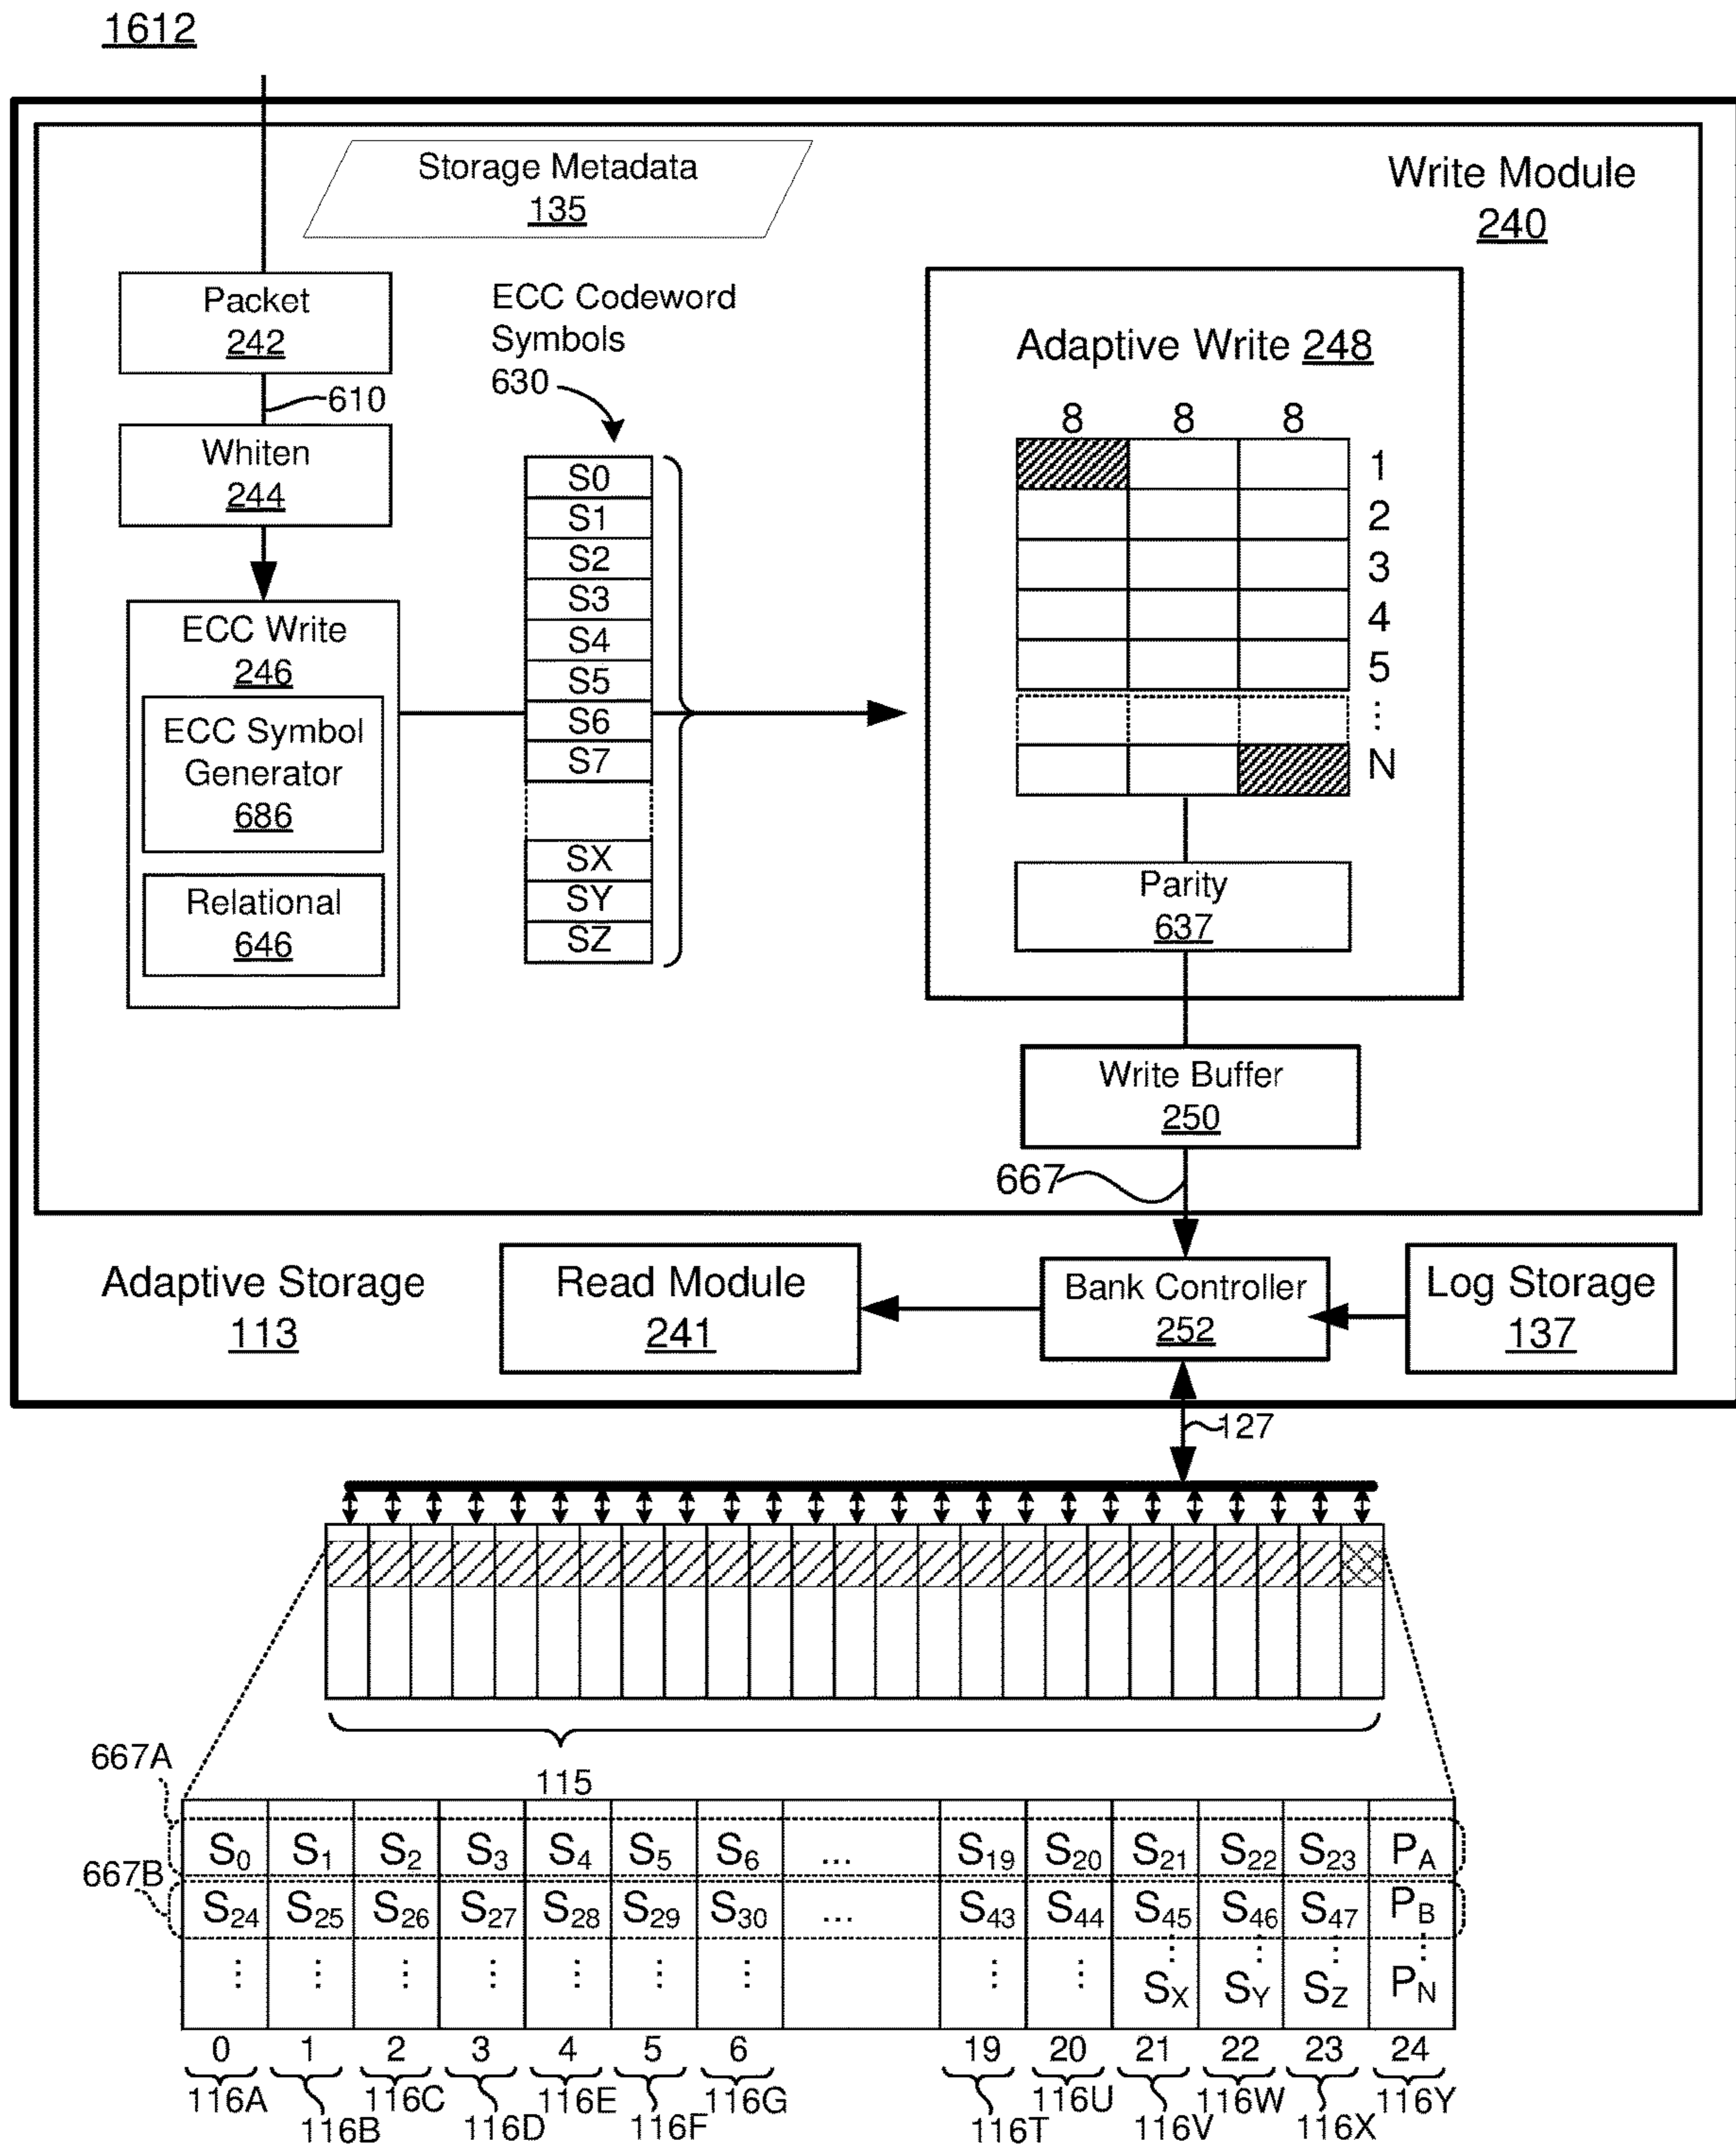 1612
Storage Metadata
135
Write Module
240
Packet
242
610
Whiten
244
ECC Write
246
ECC Symbol
Generator
686
Relational
646
ECC Codeword
Symbols
630
S0
S1
S2
S3
S4
S5
S6
S7
SX
SY
SZ
Adaptive Write 248
8 8 8
1
2
3
4
5
⋮
N
Parity
637
Write Buffer
250
667
Adaptive Storage
113
Read Module
241
Bank Controller
252
Log Storage
137
127
115
667A
667B
S₀ S₁ S₂ S₃ S₄ S₅ S₆ ... S₁₉ S₂₀ S₂₁ S₂₂ S₂₃ P_A
S₂₄ S₂₅ S₂₆ S₂₇ S₂₈ S₂₉ S₃₀ ... S₄₃ S₄₄ S₄₅ S₄₆ S₄₇ P_B
⋮ ⋮ ⋮ ⋮ ⋮ ⋮ ⋮ ⋮ ⋮ ⋮ ⋮ ⋮ ⋮
S_X S_Y S_Z P_N
0 1 2 3 4 5 6 19 20 21 22 23 24
116A 116C 116E 116G 116U 116W 116Y
116B 116D 116F 116T 116V 116X